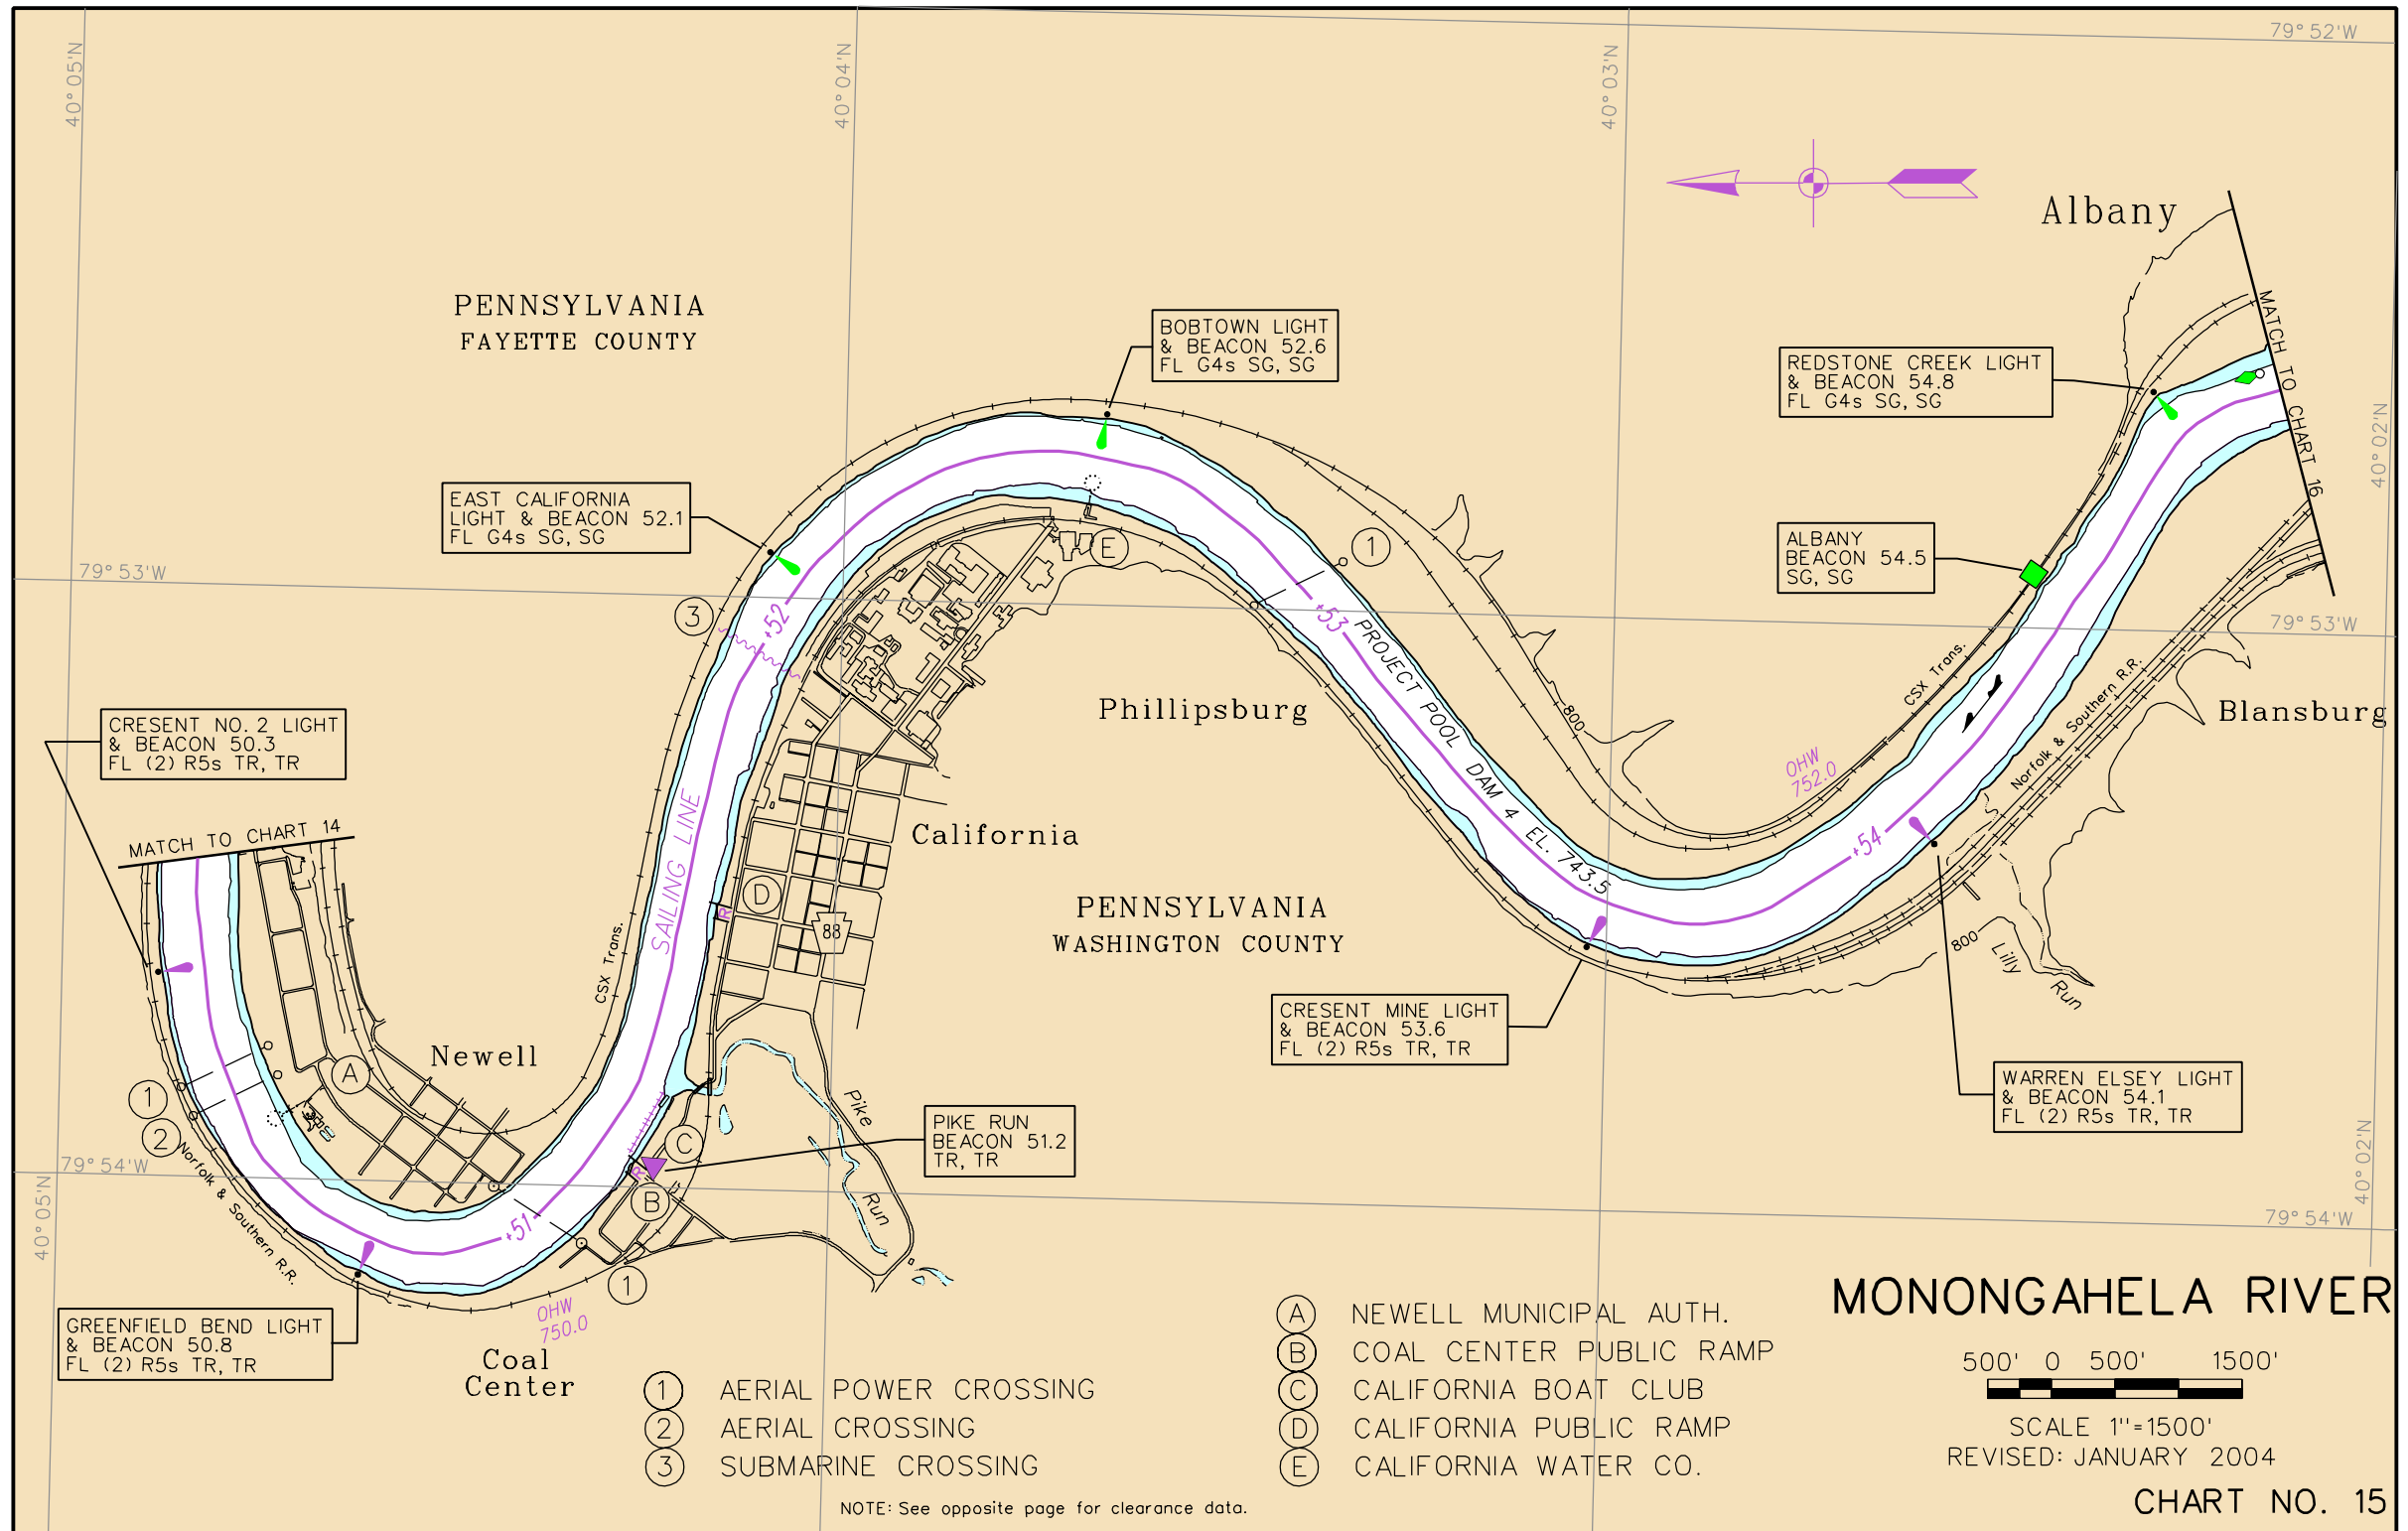 79° 52'W
40° 05'N
40° 04'N
40° 03'N
Albany
PENNSYLVANIA
FAYETTE COUNTY
BOBTOWN LIGHT
& BEACON 52.6
FL G4s SG, SG
REDSTONE CREEK LIGHT
& BEACON 54.8
FL G4s SG, SG
MATCH TO CHART 16
40° 02'N
EAST CALIFORNIA
LIGHT & BEACON 52.1
FL G4s SG, SG
ALBANY
BEACON 54.5
SG, SG
79° 53'W
79° 53'W
1
E
3
+52
+53
PROJECT POOL DAM 4 EL. 743.5
800
CSX Trans.
Norfolk & Southern R.R.
Phillipsburg
Blansburg
CRESENT NO. 2 LIGHT
& BEACON 50.3
FL (2) R5s TR, TR
OHW
752.0
MATCH TO CHART 14
California
+54
SAILING LINE
D
R
88
PENNSYLVANIA
WASHINGTON COUNTY
CSX Trans.
800
Lilly
Run
CRESENT MINE LIGHT
& BEACON 53.6
FL (2) R5s TR, TR
Newell
A
1
2
WARREN ELSEY LIGHT
& BEACON 54.1
FL (2) R5s TR, TR
Pike
Run
PIKE RUN
BEACON 51.2
TR, TR
C
R
B
79° 54'W
79° 54'W
40° 05'N
40° 02'N
Norfolk & Southern R.R.
+51
1
OHW
750.0
GREENFIELD BEND LIGHT
& BEACON 50.8
FL (2) R5s TR, TR
Coal
Center
1 AERIAL POWER CROSSING
2 AERIAL CROSSING
3 SUBMARINE CROSSING
A NEWELL MUNICIPAL AUTH.
B COAL CENTER PUBLIC RAMP
C CALIFORNIA BOAT CLUB
D CALIFORNIA PUBLIC RAMP
E CALIFORNIA WATER CO.
NOTE: See opposite page for clearance data.
MONONGAHELA RIVER
500' 0 500' 1500'
SCALE 1"=1500'
REVISED: JANUARY 2004
CHART NO. 15